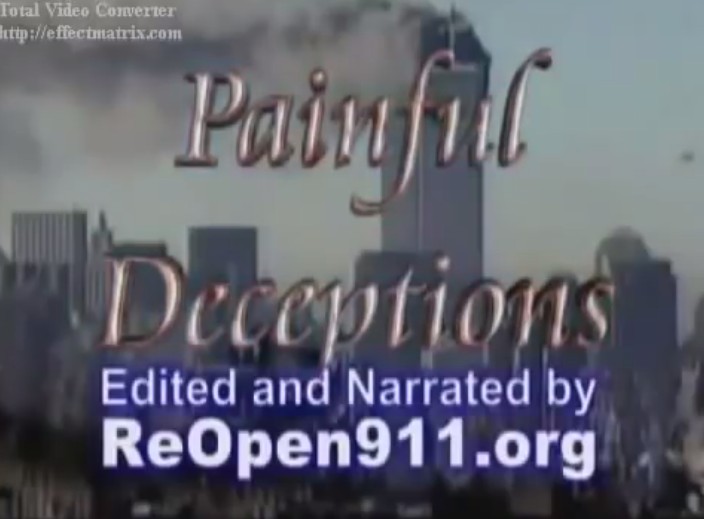 Total Video Converter
http://effectmatrix.com
Painful
Deceptions
Edited and Narrated by
ReOpen911.org